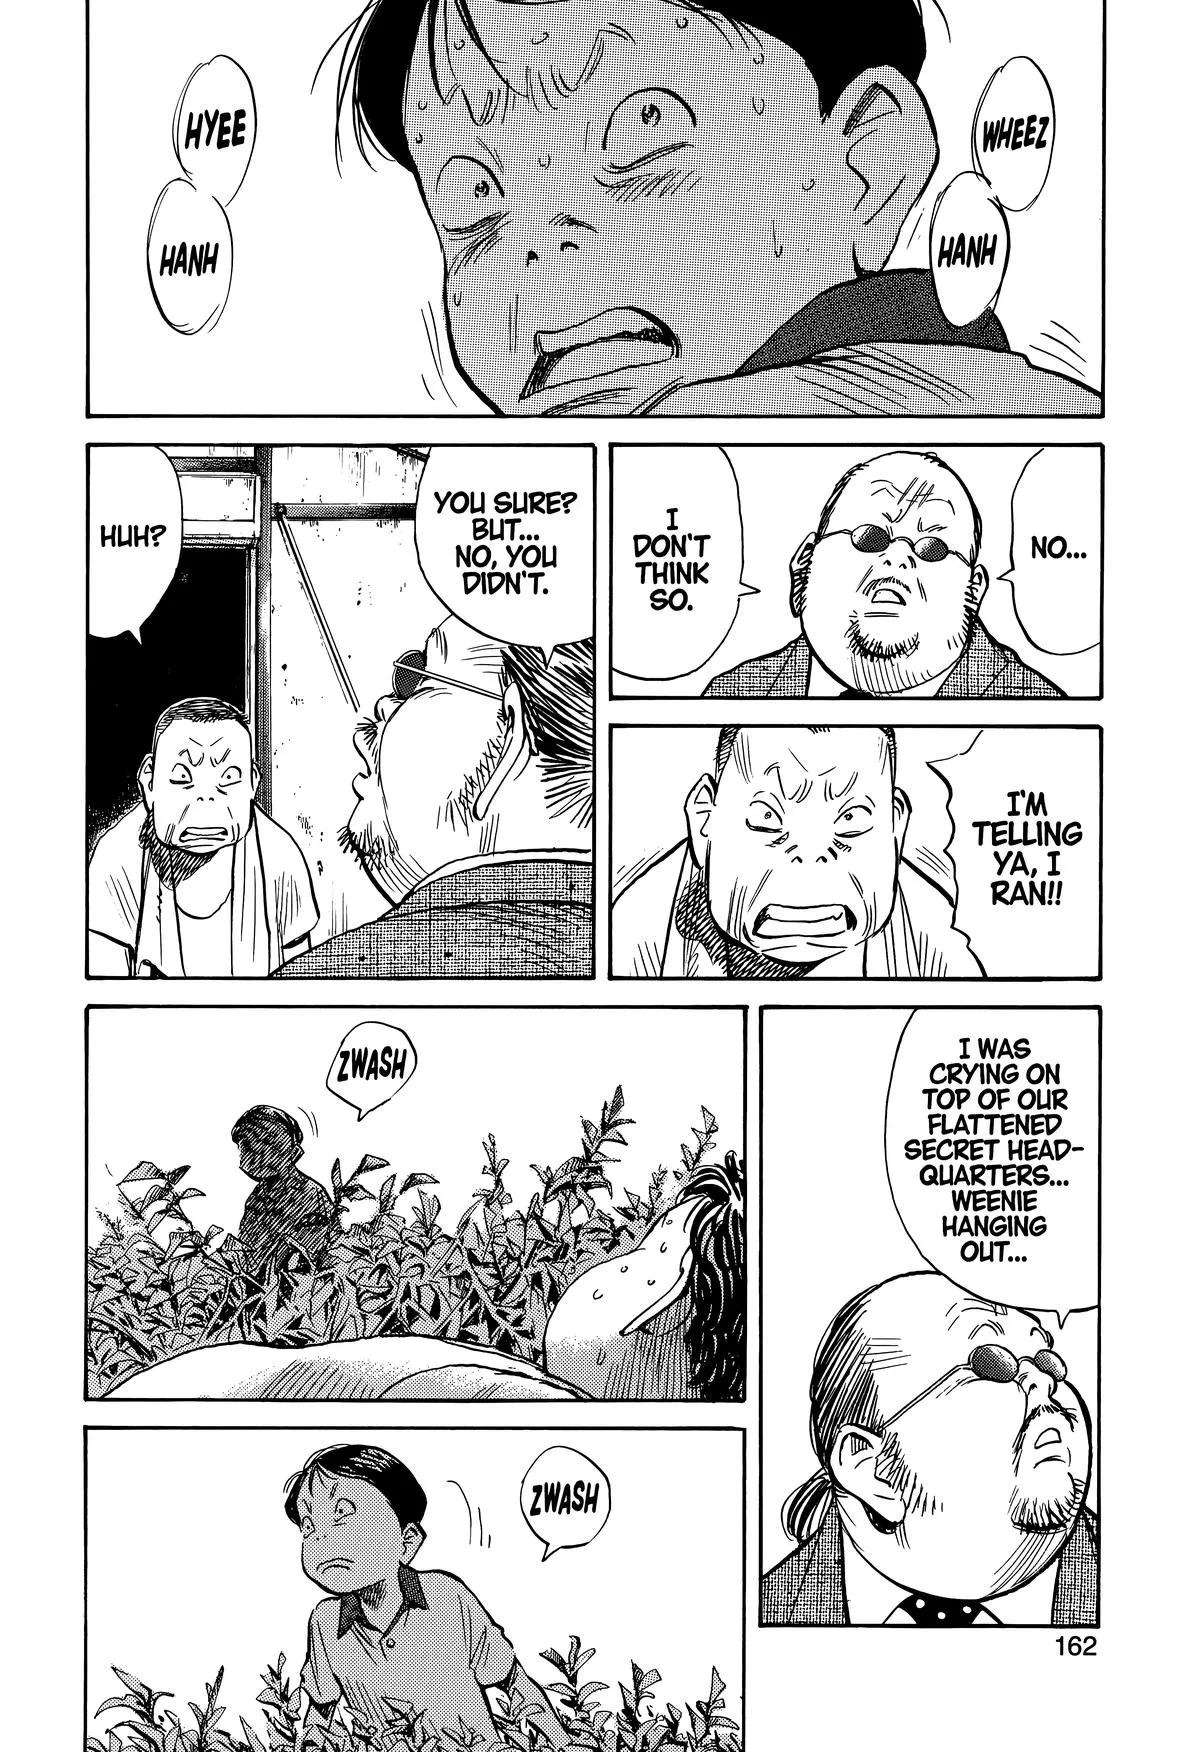 WHEEZ
HANH
HYEE
HANH
NO...
I
DON'T
THINK
SO.
YOU SURE?
BUT...
NO, YOU
DIDN'T.
HUH?
I'M
TELLING
YA, I
RAN!!
I WAS
CRYING ON
TOP OF OUR
FLATTENED
SECRET HEAD-
QUARTERS...
WEENIE
HANGING
OUT...
ZWASH
ZWASH
162